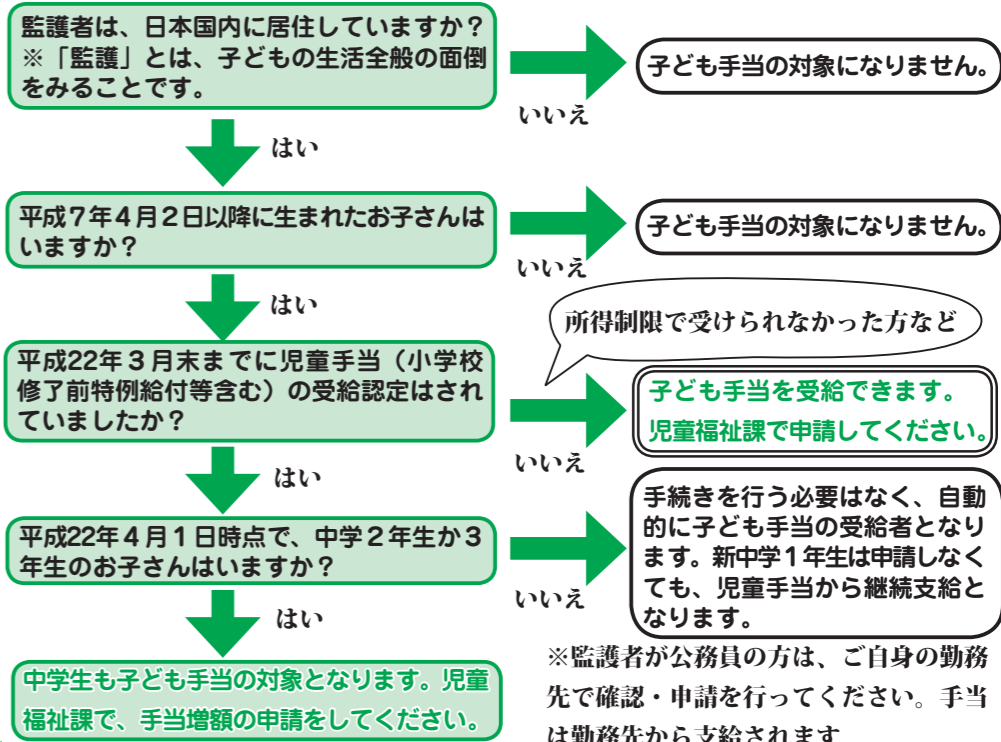 監護者は、日本国内に居住していますか？
※「監護」とは、子どもの生活全般の面倒
をみることです。
いいえ
子ども手当の対象になりません。
はい
平成７年４月２日以降に生まれたお子さんは
いますか？
いいえ
子ども手当の対象になりません。
はい
所得制限で受けられなかった方など
平成22年３月末までに児童手当（小学校
修了前特例給付等含む）の受給認定はされ
ていましたか？
いいえ
子ども手当を受給できます。
児童福祉課で申請してください。
はい
平成22年４月１日時点で、中学２年生か３
年生のお子さんはいますか？
いいえ
手続きを行う必要はなく、自動
的に子ども手当の受給者となり
ます。新中学１年生は申請しなく
ても、児童手当から継続支給と
なります。
はい
中学生も子ども手当の対象となります。児童
福祉課で、手当増額の申請をしてください。
※監護者が公務員の方は、ご自身の勤務
先で確認・申請を行ってください。手当
は勤務先から支給されます